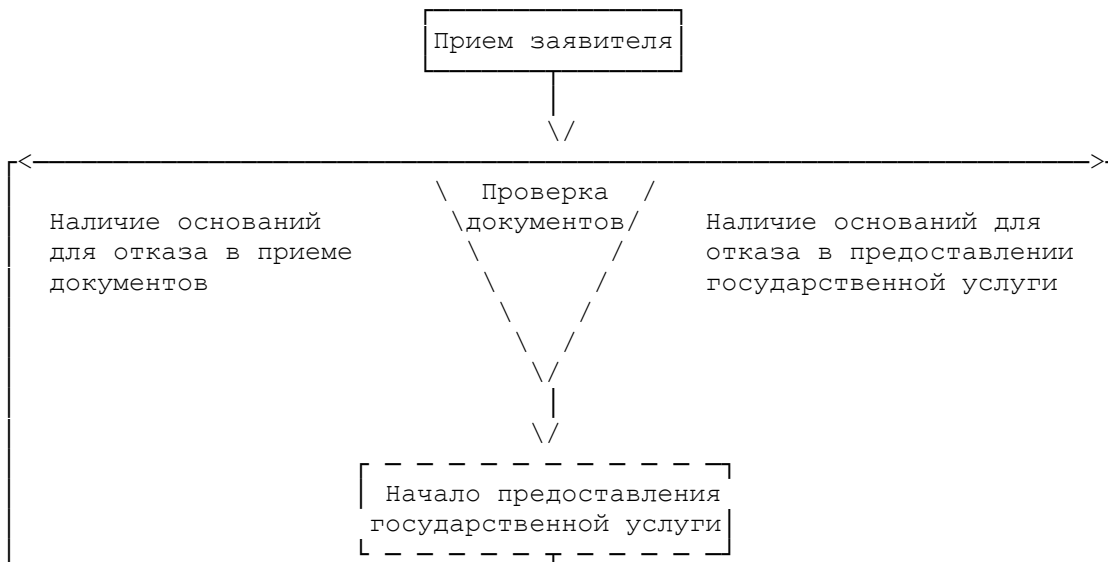 Прием заявителя
Проверка
документов
Наличие оснований
для отказа в приеме
документов
Наличие оснований для
отказа в предоставлении
государственной услуги
Начало предоставления
государственной услуги